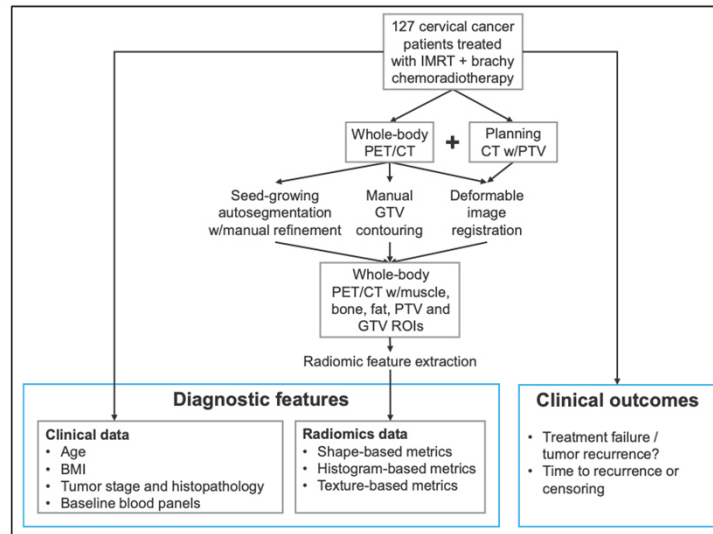 127 cervical cancer
patients treated
with IMRT + brachy
chemoradiotherapy
Whole-body
PET/CT
+
Planning
CT w/PTV
Seed-growing
autosegmentation
w/manual refinement
Manual
GTV
contouring
Deformable
image
registration
Whole-body
PET/CT w/muscle,
bone, fat, PTV and
GTV ROIs
Radiomic feature extraction
Diagnostic features
Clinical data
• Age
• BMI
• Tumor stage and histopathology
• Baseline blood panels
Radiomics data
• Shape-based metrics
• Histogram-based metrics
• Texture-based metrics
Clinical outcomes
• Treatment failure /
tumor recurrence?
• Time to recurrence or
censoring